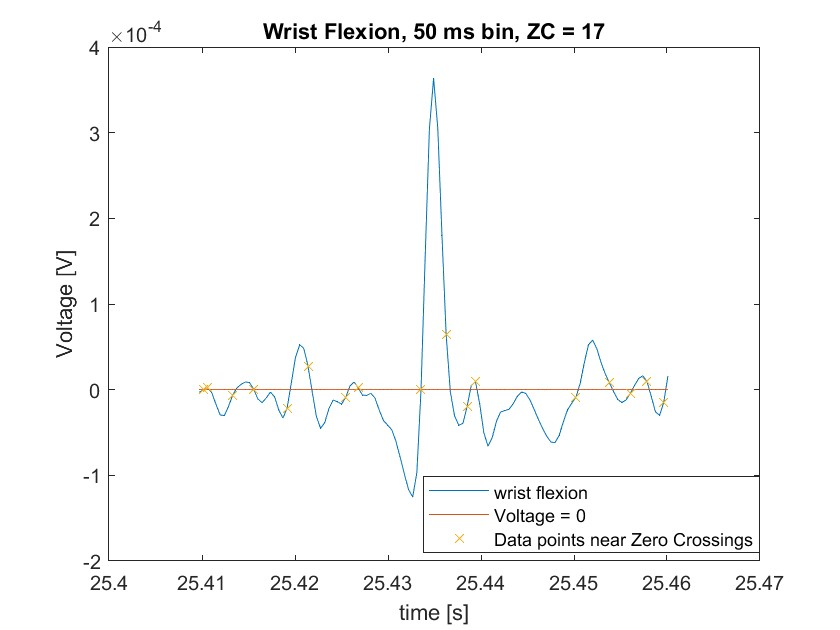 Wrist Flexion, 50 ms bin, ZC = 17
×10-4
4
3
2
1
0
-1
-2
Voltage [V]
25.4 25.41 25.42 25.43 25.44 25.45 25.46 25.47
time [s]
wrist flexion
Voltage = 0
Data points near Zero Crossings